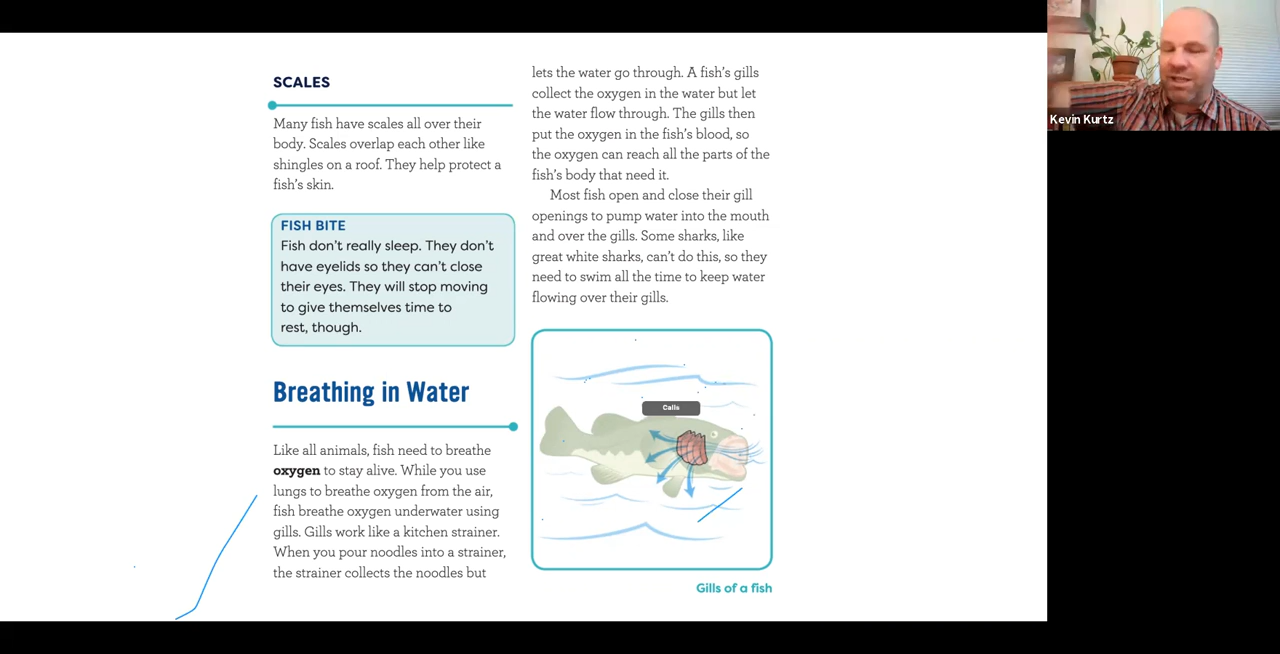 SCALES
Many fish have scales all over their
body. Scales overlap each other like
shingles on a roof. They help protect a
fish's skin.
FISH BITE
Fish don't really sleep. They don't
have eyelids so they can't close
their eyes. They will stop moving
to give themselves time to
rest, though.
Breathing in Water
Like all animals, fish need to breathe
oxygen to stay alive. While you use
lungs to breathe oxygen from the air,
fish breathe oxygen underwater using
gills. Gills work like a kitchen strainer.
When you pour noodles into a strainer,
the strainer collects the noodles but
lets the water go through. A fish's gills
collect the oxygen in the water but let
the water flow through. The gills then
put the oxygen in the fish's blood, so
the oxygen can reach all the parts of the
fish's body that need it.
Most fish open and close their gill
openings to pump water into the mouth
and over the gills. Some sharks, like
great white sharks, can't do this, so they
need to swim all the time to keep water
flowing over their gills.
Calls
Gills of a fish
Kevin Kurtz